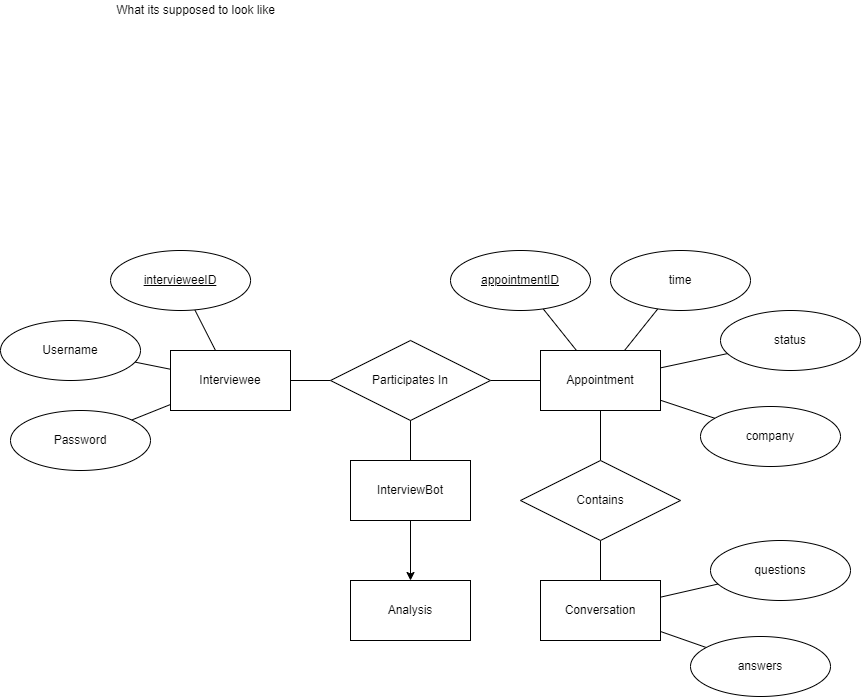 What its supposed to look like
intervieweeID
appointmentID
time
Username
status
Interviewee
Participates In
Appointment
Password
company
InterviewBot
Contains
questions
Analysis
Conversation
answers